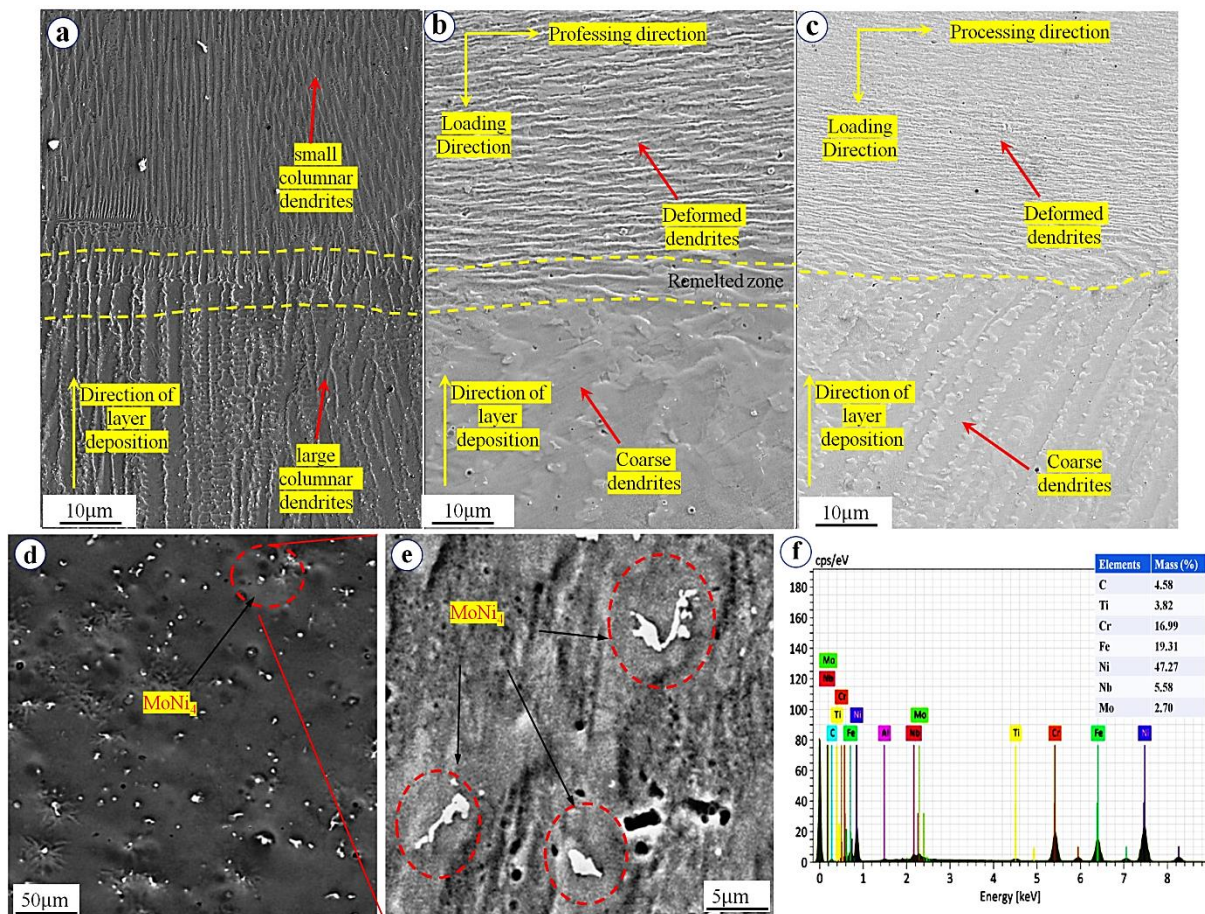 a
small
columnar
dendrites
Direction of
layer
deposition
large
columnar
dendrites
10μm
b
Professing direction
Loading
Direction
Deformed
dendrites
Remelted zone
Direction of
layer
deposition
Coarse
dendrites
10μm
c
Processing direction
Loading
Direction
Deformed
dendrites
Direction of
layer
deposition
Coarse
dendrites
10μm
d
MoNi₄
50μm
e
MoNi₄
5μm
f
cps/eV
Elements Mass (%)
C 4.58
Ti 3.82
Cr 16.99
Fe 19.31
Ni 47.27
Nb 5.58
Mo 2.70
180
160
140
120
100
80
60
40
20
0
Mo
Nb
Cr
Ti Ni
C Fe
Mo
Al Nb
Ti Cr Fe Ni
0 1 2 3 4 5 6 7 8
Energy [keV]